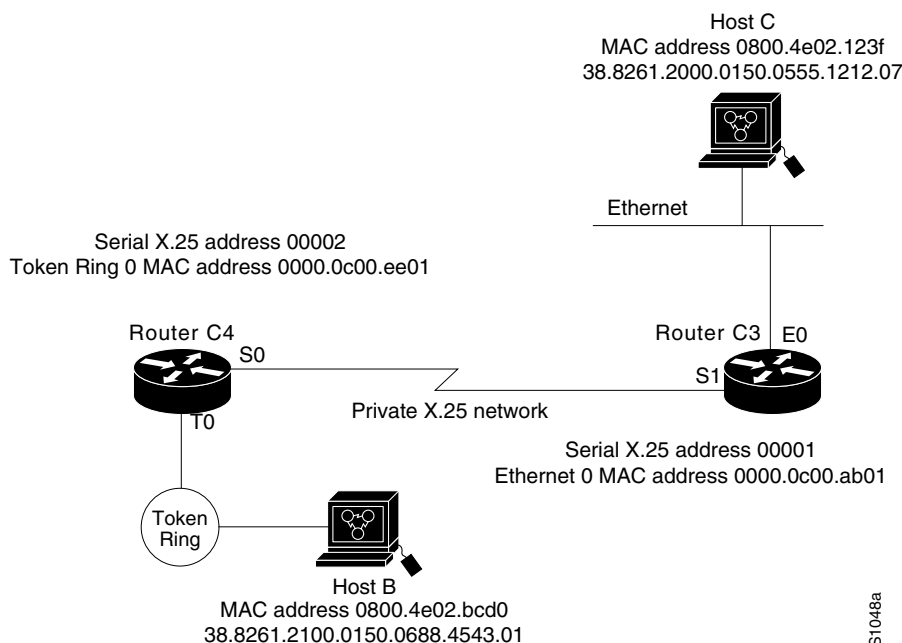 Host C
MAC address 0800.4e02.123f
38.8261.2000.0150.0555.1212.07
Ethernet
Serial X.25 address 00002
Token Ring 0 MAC address 0000.0c00.ee01
Router C4
S0
Router C3
E0
S1
T0
Private X.25 network
Serial X.25 address 00001
Ethernet 0 MAC address 0000.0c00.ab01
Token
Ring
Host B
MAC address 0800.4e02.bcd0
38.8261.2100.0150.0688.4543.01
S1048a